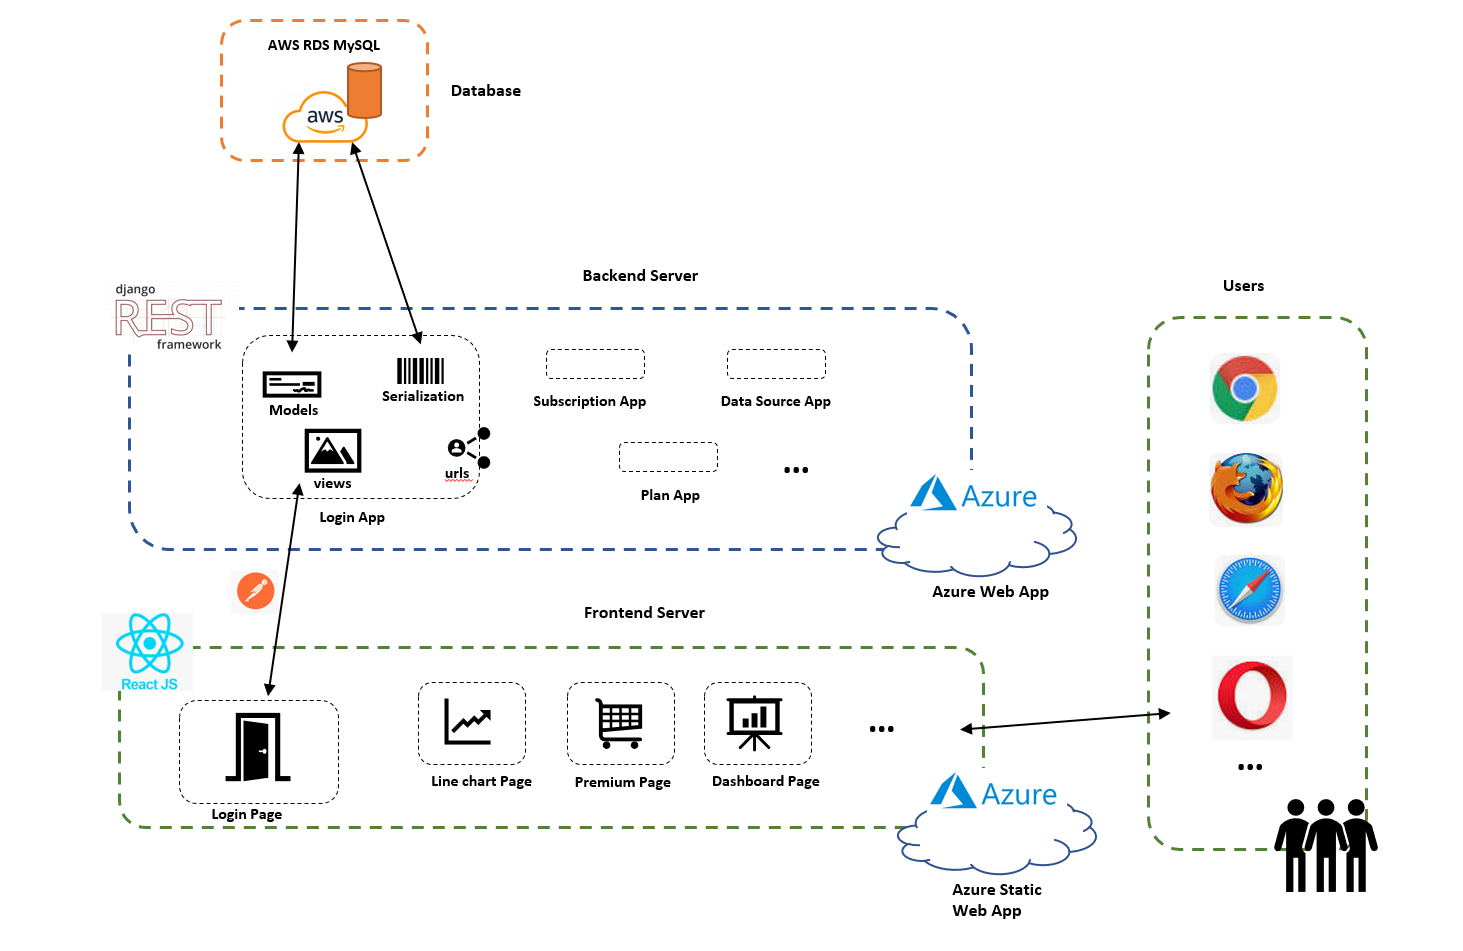 AWS RDS MySQL
aws
Database
Backend Server
django
REST
framework
Models
Serialization
views
urls
Login App
Subscription App
Data Source App
Plan App
...
Azure
Azure Web App
Users
...
Frontend Server
React JS
Login Page
Line chart Page
Premium Page
Dashboard Page
...
Azure
Azure Static
Web App